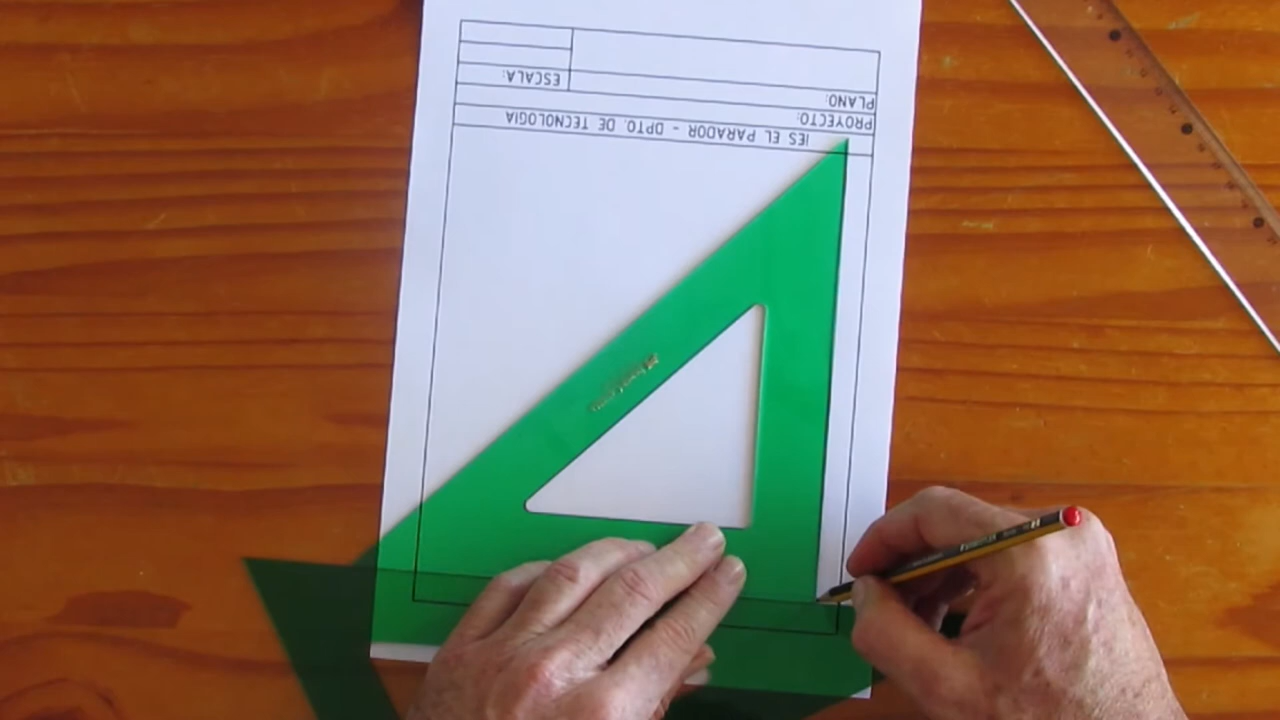 IES EL PARADOR - DPTO. DE TECNOLOGIA
PROYECTO:
PLANO:
ESCALA: